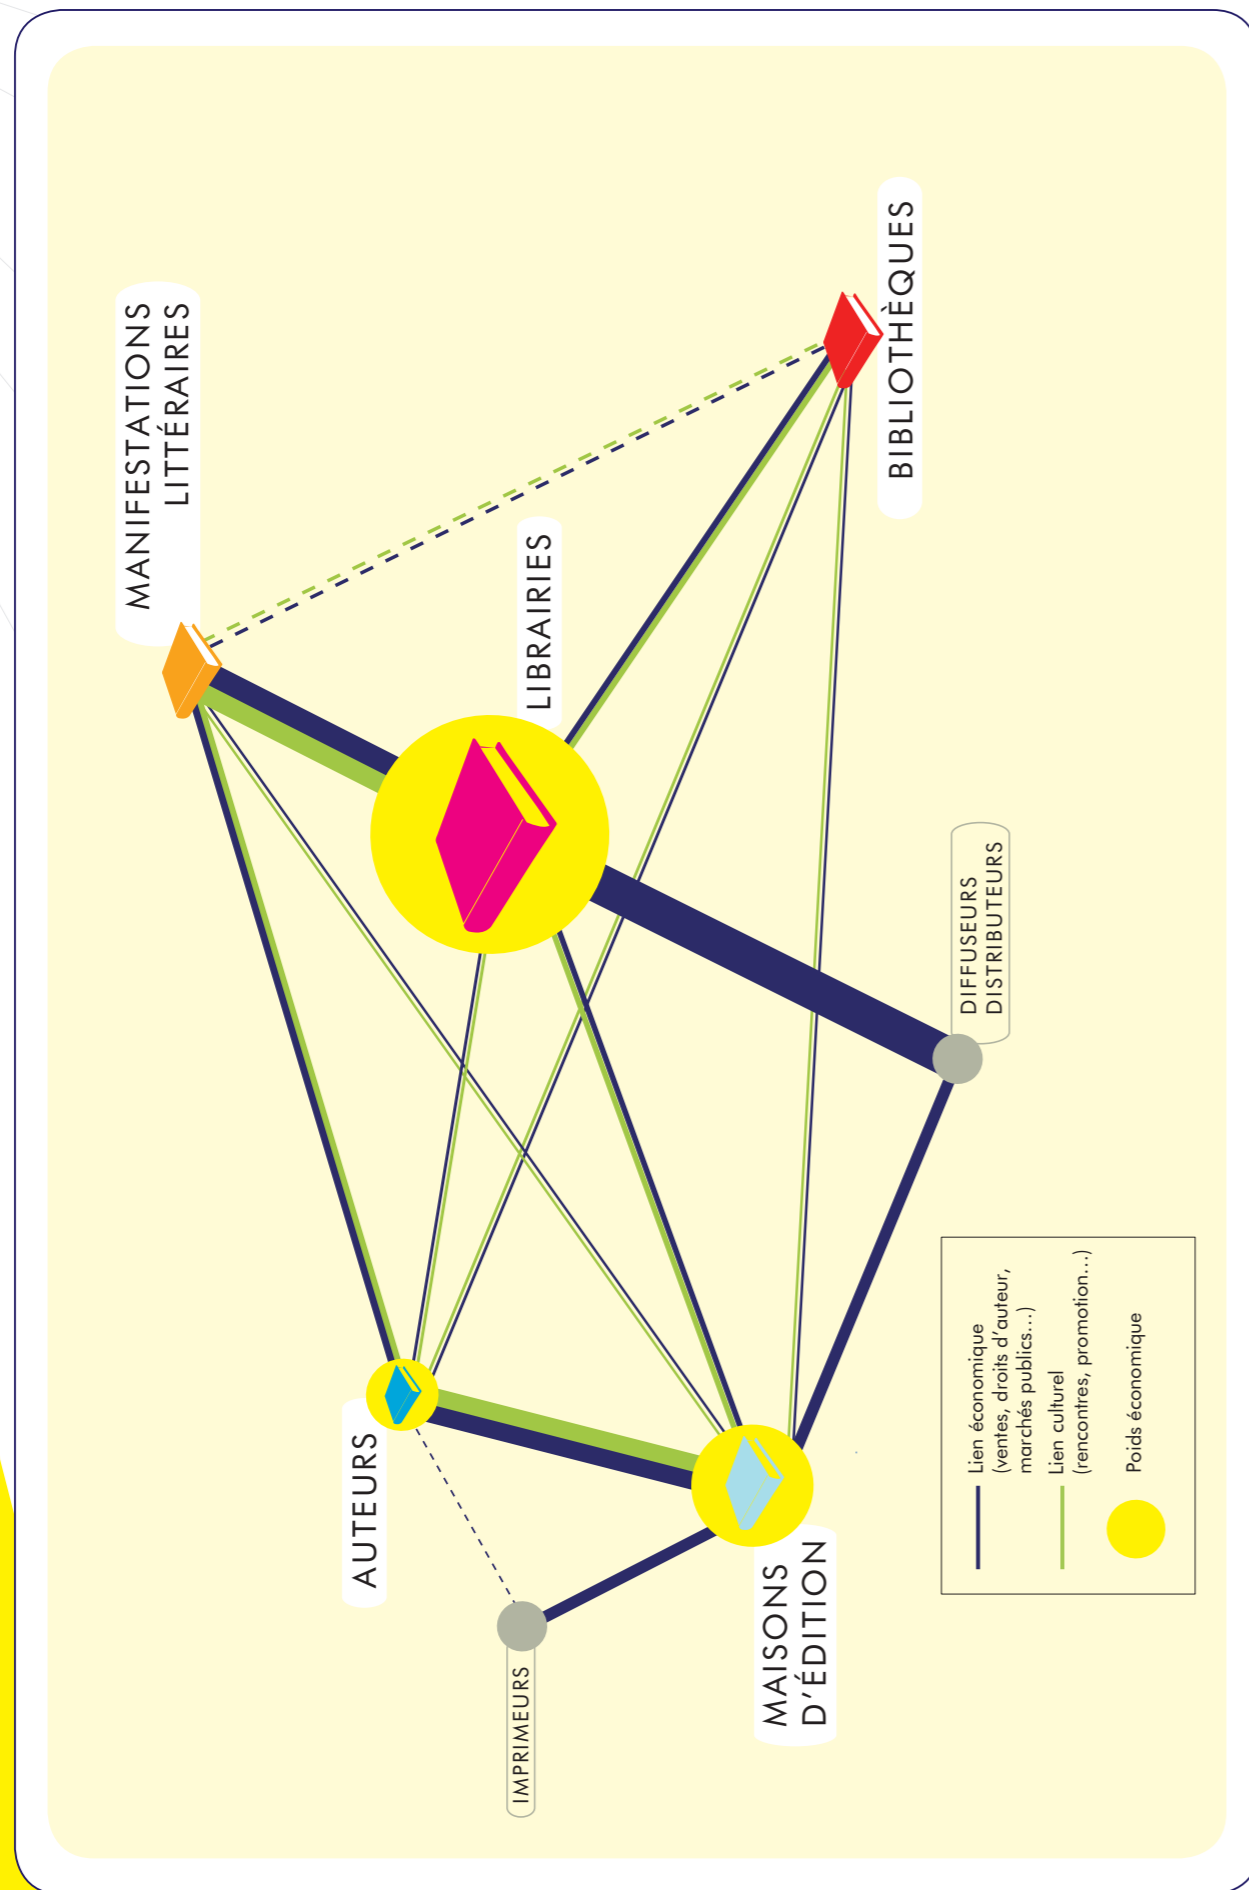 MANIFESTATIONS
LITTÉRAIRES
AUTEURS
LIBRAIRIES
IMPRIMEURS
MAISONS
D'ÉDITION
BIBLIOTHÈQUES
DIFFUSEURS
DISTRIBUTEURS
Lien économique
(ventes, droits d'auteur,
marchés publics...)
Lien culturel
(rencontres, promotion...)
Poids économique